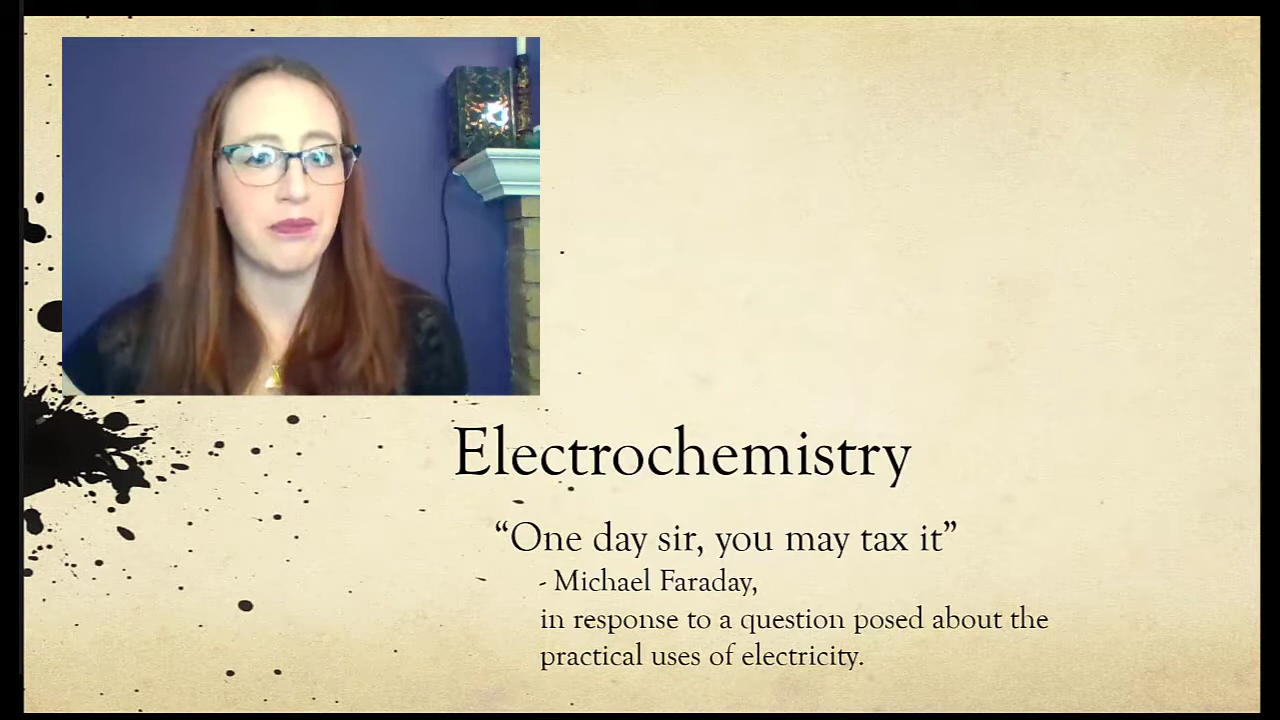 Electrochemistry
“One day sir, you may tax it”
- Michael Faraday,
in response to a question posed about the
practical uses of electricity.